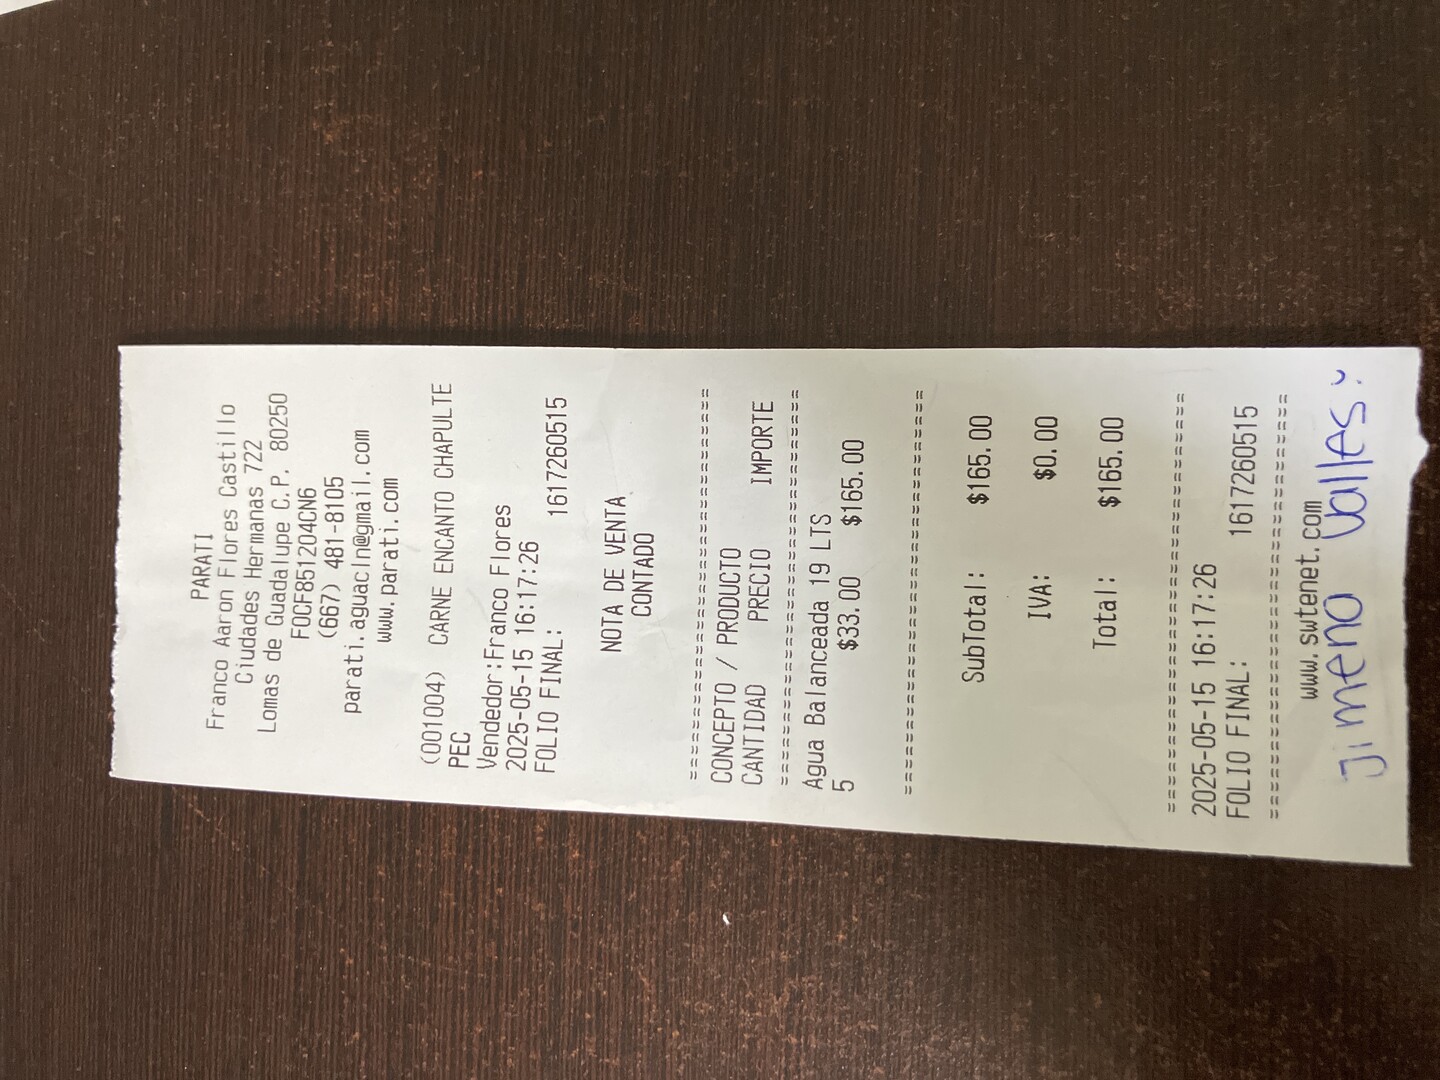 PARATI
Franco Aaron Flores Castillo
Ciudades Hermanas 722
Lomas de Guadalupe C.P. 80250
FOCF851204CN6
(667) 481-8105
parati.aguacln@gmail.com
www.parati.com
(001004) CARNE ENCANTO CHAPULTE
PEC
Vendedor:Franco Flores
2025-05-15 16:17:26
FOLIO FINAL: 1617260515
NOTA DE VENTA
CONTADO
==============================
CONCEPTO / PRODUCTO
CANTIDAD PRECIO IMPORTE
==============================
Agua Balanceada 19 LTS
5 $33.00 $165.00
==============================
SubTotal: $165.00
IVA: $0.00
Total: $165.00
==============================
2025-05-15 16:17:26
FOLIO FINAL: 1617260515
==============================
www.swtenet.com
Jimena Valles.